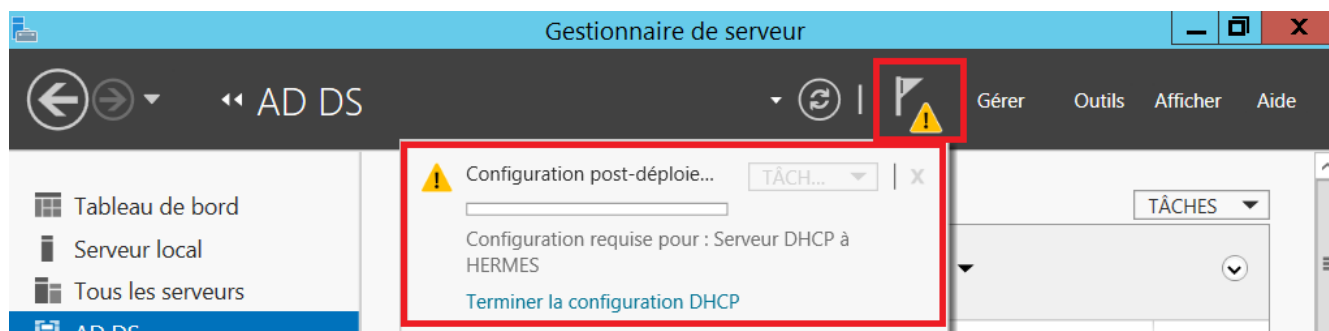 Gestionnaire de serveur
AD DS
Gérer Outils Afficher Aide
Configuration post-déploie... TÂCH... X
Tableau de bord
TÂCHES
Serveur local
Configuration requise pour : Serveur DHCP à
HERMES
Tous les serveurs
Terminer la configuration DHCP
AD DS